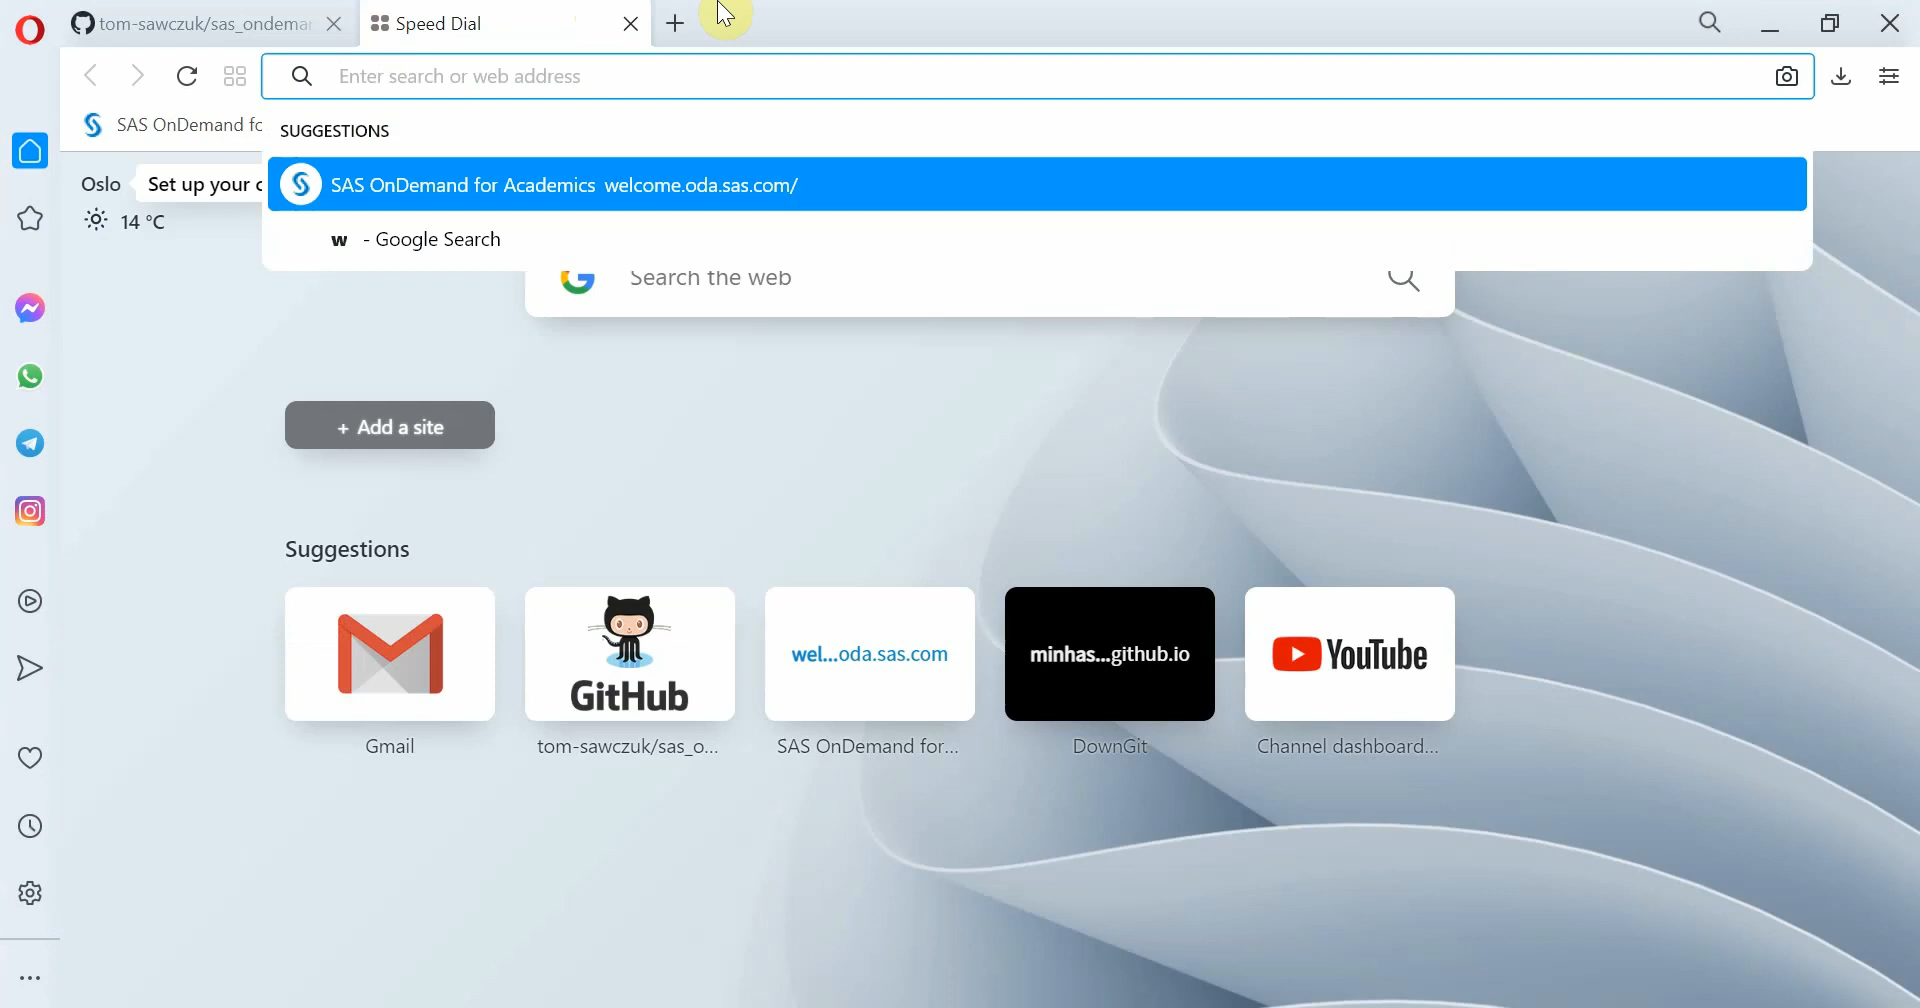 tom-sawczuk/sas_ondemar
Speed Dial
Enter search or web address
SAS OnDemand fo
SUGGESTIONS
SAS OnDemand for Academics welcome.oda.sas.com/
w - Google Search
Oslo
Set up your c
14 °C
Search the web
+ Add a site
Suggestions
wel...oda.sas.com
minhas...github.io
YouTube
GitHub
Gmail
tom-sawczuk/sas_o...
SAS OnDemand for...
DownGit
Channel dashboard...